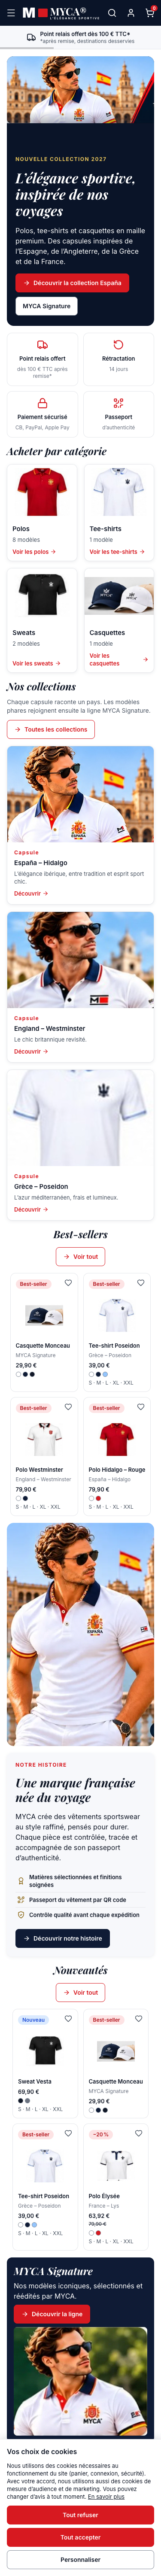 MYCA®
L'ÉLÉGANCE SPORTIVE
Point relais offert dès 100 € TTC*
*après remise, destinations desservies
NOUVELLE COLLECTION 2027
L'élégance sportive,
inspirée de nos
voyages
Polos, tee-shirts et casquettes en maille
premium. Des capsules inspirées de
l'Espagne, de l'Angleterre, de la Grèce
et de la France.
Découvrir la collection España
MYCA Signature
Point relais offert
dès 100 € TTC après
remise*
Rétractation
14 jours
Paiement sécurisé
CB, PayPal, Apple Pay
Passeport
d'authenticité
Acheter par catégorie
Polos
8 modèles
Voir les polos
Tee-shirts
1 modèle
Voir les tee-shirts
Sweats
2 modèles
Voir les sweats
Casquettes
1 modèle
Voir les
casquettes
Nos collections
Chaque capsule raconte un pays. Les modèles
phares rejoignent ensuite la ligne MYCA Signature.
Toutes les collections
Capsule
España – Hidalgo
L'élégance ibérique, entre tradition et esprit sport
chic.
Découvrir
Capsule
England – Westminster
Le chic britannique revisité.
Découvrir
Capsule
Grèce – Poseidon
L'azur méditerranéen, frais et lumineux.
Découvrir
Best-sellers
Voir tout
Best-seller
Casquette Monceau
MYCA Signature
29,90 €
Best-seller
Tee-shirt Poseidon
Grèce – Poseidon
39,00 €
S · M · L · XL · XXL
Best-seller
Polo Westminster
England – Westminster
79,90 €
S · M · L · XL · XXL
Best-seller
Polo Hidalgo – Rouge
España – Hidalgo
79,90 €
S · M · L · XL · XXL
ESPAÑA
NOTRE HISTOIRE
Une marque française
née du voyage
MYCA crée des vêtements sportswear
au style raffiné, pensés pour durer.
Chaque pièce est contrôlée, tracée et
accompagnée de son passeport
d'authenticité.
Matières sélectionnées et finitions
soignées
Passeport du vêtement par QR code
Contrôle qualité avant chaque expédition
Découvrir notre histoire
Nouveautés
Voir tout
Nouveau
Sweat Vesta
69,90 €
S · M · L · XL · XXL
Best-seller
Casquette Monceau
MYCA Signature
29,90 €
Best-seller
Tee-shirt Poseidon
Grèce – Poseidon
39,00 €
S · M · L · XL · XXL
−20 %
Polo Élysée
France – Lys
63,92 €
79,90 €
S · M · L · XL · XXL
MYCA Signature
Nos modèles iconiques, sélectionnés et
réédités par MYCA.
Découvrir la ligne
MYCA
Vos choix de cookies
Nous utilisons des cookies nécessaires au
fonctionnement du site (panier, connexion, sécurité).
Avec votre accord, nous utilisons aussi des cookies de
mesure d'audience et de marketing. Vous pouvez
changer d'avis à tout moment. En savoir plus
Tout refuser
Tout accepter
Personnaliser